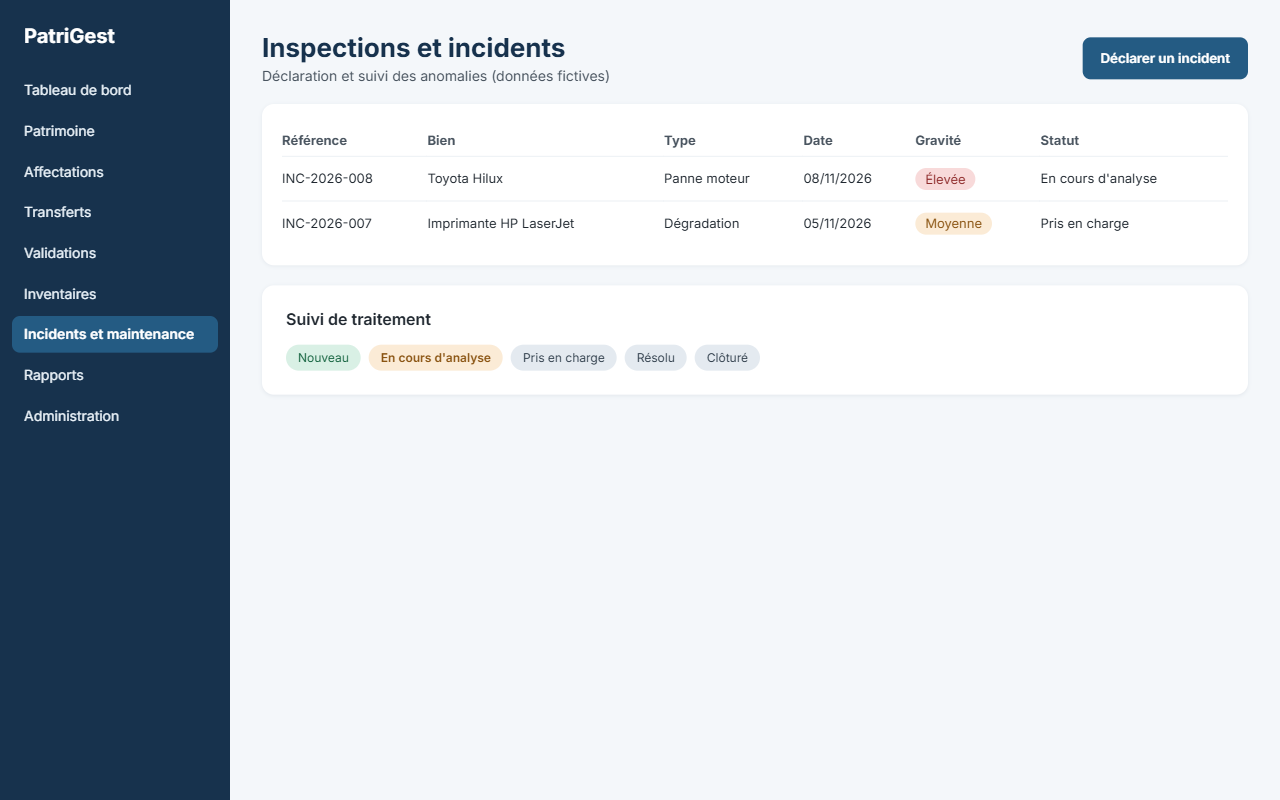 PatriGest
Tableau de bord
Patrimoine
Affectations
Transferts
Validations
Inventaires
Incidents et maintenance
Rapports
Administration
Inspections et incidents
Déclaration et suivi des anomalies (données fictives)
Déclarer un incident
Référence Bien Type Date Gravité Statut
INC-2026-008 Toyota Hilux Panne moteur 08/11/2026 Élevée En cours d'analyse
INC-2026-007 Imprimante HP LaserJet Dégradation 05/11/2026 Moyenne Pris en charge
Suivi de traitement
Nouveau En cours d'analyse Pris en charge Résolu Clôturé